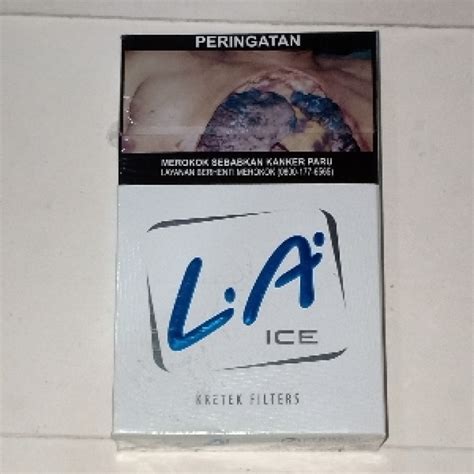 PERINGATAN
MEROKOK SEBABKAN KANKER PARU
LAYANAN BERHENTI MEROKOK (0800-177-6565)
L.A.
ICE
KRETEK FILTERS